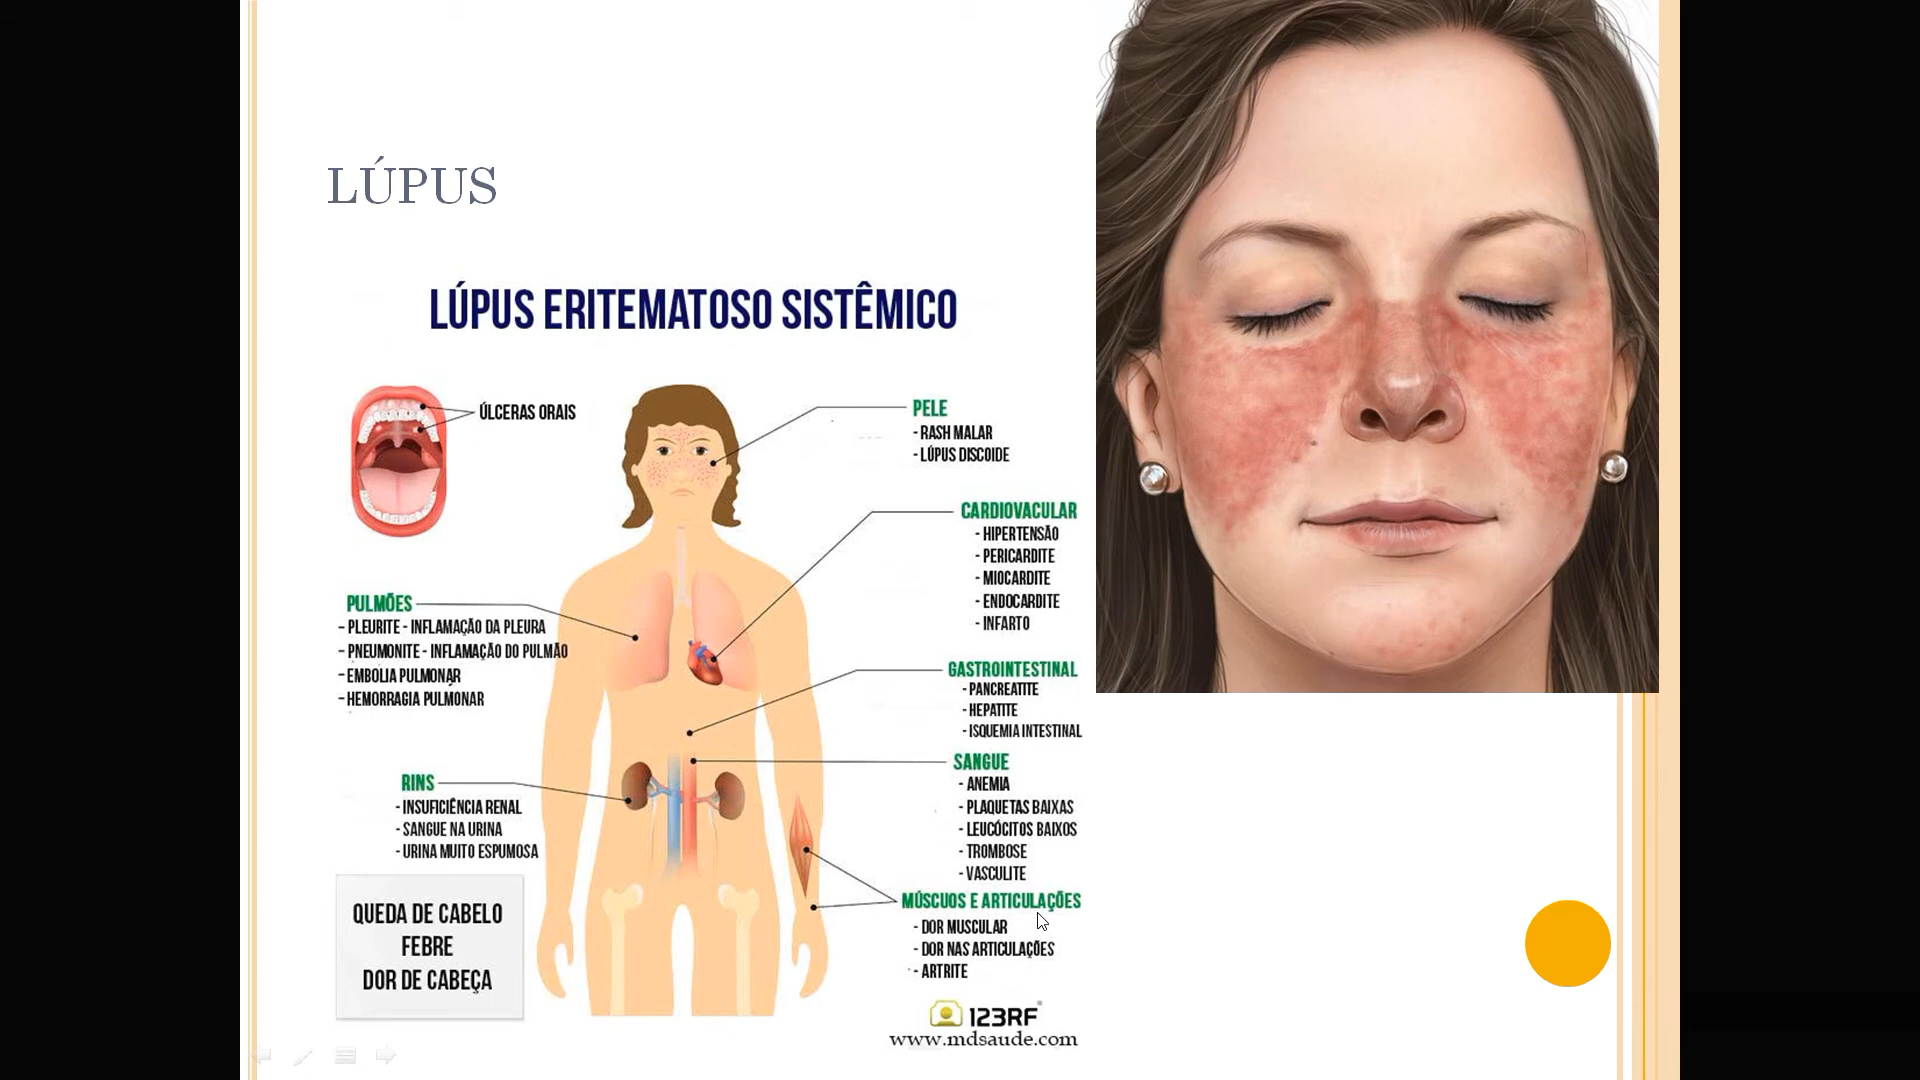 LÚPUS
LÚPUS ERITEMATOSO SISTÊMICO
ÚLCERAS ORAIS
PELE
- RASH MALAR
- LÚPUS DISCOIDE
CARDIOVACULAR
- HIPERTENSÃO
- PERICARDITE
- MIOCARDITE
- ENDOCARDITE
- INFARTO
PULMÕES
- PLEURITE - INFLAMAÇÃO DA PLEURA
- PNEUMONITE - INFLAMAÇÃO DO PULMÃO
- EMBOLIA PULMONAR
- HEMORRAGIA PULMONAR
GASTROINTESTINAL
- PANCREATITE
- HEPATITE
- ISQUEMIA INTESTINAL
SANGUE
- ANEMIA
- PLAQUETAS BAIXAS
- LEUCÓCITOS BAIXOS
- TROMBOSE
- VASCULITE
RINS
- INSUFICIÊNCIA RENAL
- SANGUE NA URINA
- URINA MUITO ESPUMOSA
MÚSCUOS E ARTICULAÇÕES
- DOR MUSCULAR
- DOR NAS ARTICULAÇÕES
- ARTRITE
QUEDA DE CABELO
FEBRE
DOR DE CABEÇA
123RF
www.mdsaude.com